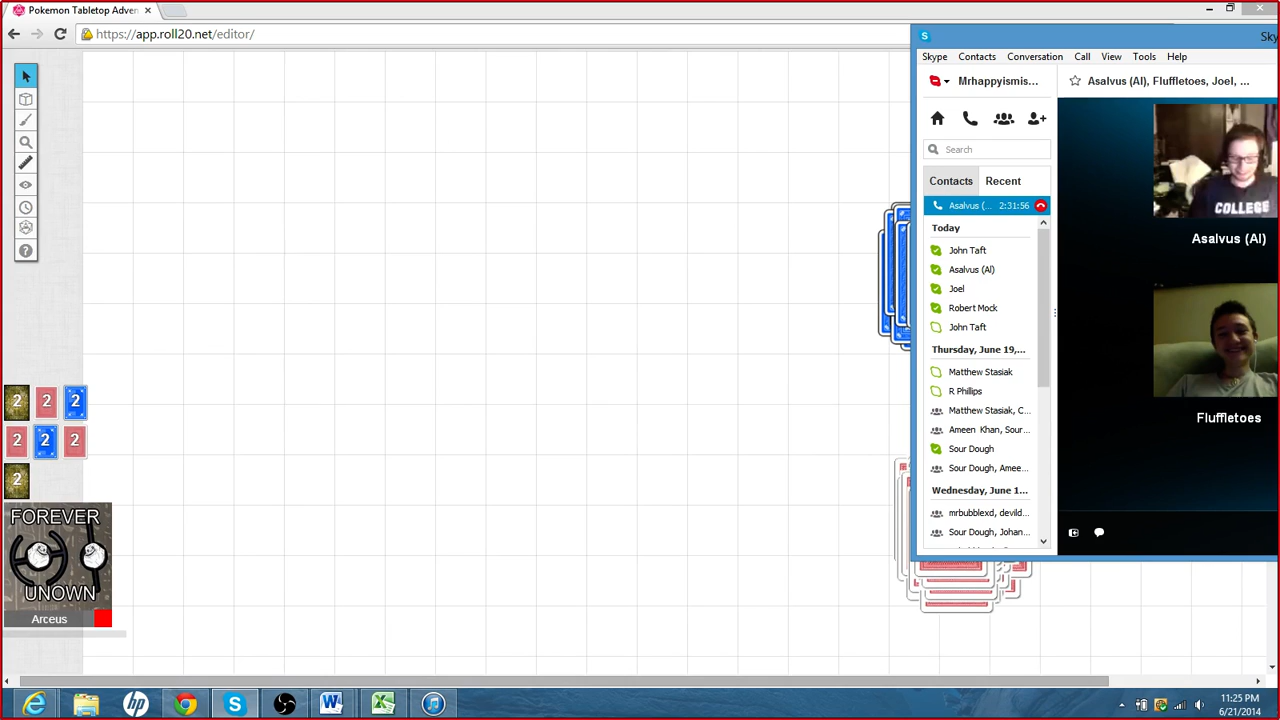 Pokemon Tabletop Adven
https://app.roll20.net/editor/
Sky
Skype Contacts Conversation Call View Tools Help
Mrhappyismis...
Asalvus (Al), Fluffletoes, Joel, ...
Search
Contacts Recent
Asalvus (... 2:31:56
Today
John Taft
Asalvus (Al)
Joel
Robert Mock
John Taft
Thursday, June 19,...
Matthew Stasiak
R Phillips
Matthew Stasiak, C...
Ameen Khan, Sour...
Sour Dough
Sour Dough, Amee...
Wednesday, June 1...
mrbubblexd, devild...
Sour Dough, Johan...
COLLEGE
Asalvus (Al)
Fluffletoes
2 2 2
2 2 2
2
FOREVER
UNOWN
Arceus
11:25 PM
6/21/2014